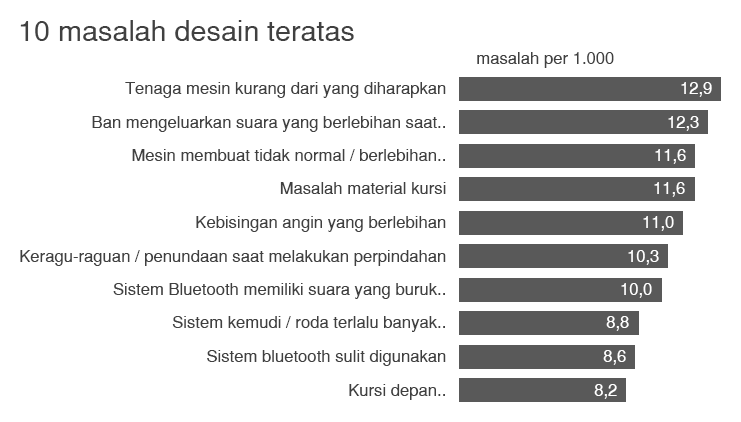 10 masalah desain teratas
masalah per 1.000
Tenaga mesin kurang dari yang diharapkan 12,9
Ban mengeluarkan suara yang berlebihan saat.. 12,3
Mesin membuat tidak normal / berlebihan.. 11,6
Masalah material kursi 11,6
Kebisingan angin yang berlebihan 11,0
Keragu-raguan / penundaan saat melakukan perpindahan 10,3
Sistem Bluetooth memiliki suara yang buruk.. 10,0
Sistem kemudi / roda terlalu banyak.. 8,8
Sistem bluetooth sulit digunakan 8,6
Kursi depan.. 8,2